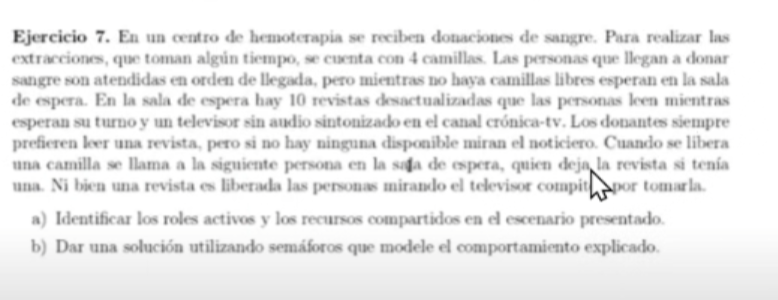 Ejercicio 7. En un centro de hemoterapia se reciben donaciones de sangre. Para realizar las
extracciones, que toman algún tiempo, se cuenta con 4 camillas. Las personas que llegan a donar
sangre son atendidas en orden de llegada, pero mientras no haya camillas libres esperan en la sala
de espera. En la sala de espera hay 10 revistas desactualizadas que las personas leen mientras
esperan su turno y un televisor sin audio sintonizado en el canal crónica-tv. Los donantes siempre
prefieren leer una revista, pero si no hay ninguna disponible miran el noticiero. Cuando se libera
una camilla se llama a la siguiente persona en la sala de espera, quien deja la revista si tenía
una. Ni bien una revista es liberada las personas mirando el televisor por tomarla.
a) Identificar los roles activos y los recursos compartidos en el escenario presentado.
b) Dar una solución utilizando semáforos que modele el comportamiento explicado.